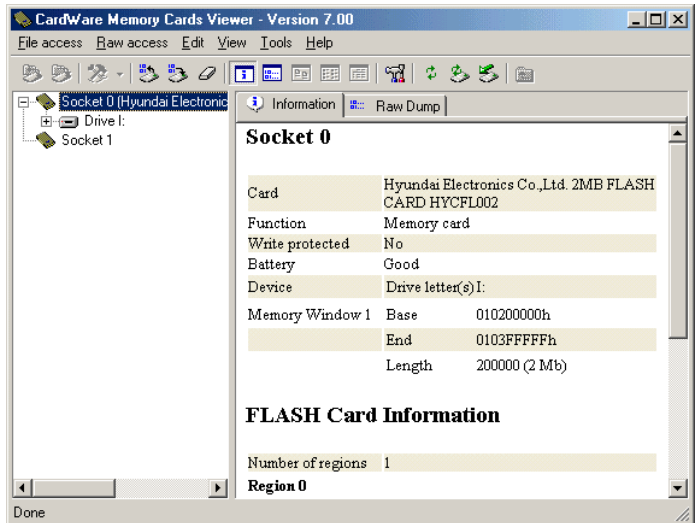 CardWare Memory Cards Viewer - Version 7.00
File access Raw access Edit View Tools Help
Socket 0 (Hyundai Electronic
Drive I:
Socket 1
Information Raw Dump
Socket 0
Card Hyundai Electronics Co.,Ltd. 2MB FLASH
CARD HYCFL002
Function Memory card
Write protected No
Battery Good
Device Drive letter(s) I:
Memory Window 1 Base 010200000h
End 0103FFFFFh
Length 200000 (2 Mb)
FLASH Card Information
Number of regions 1
Region 0
Done